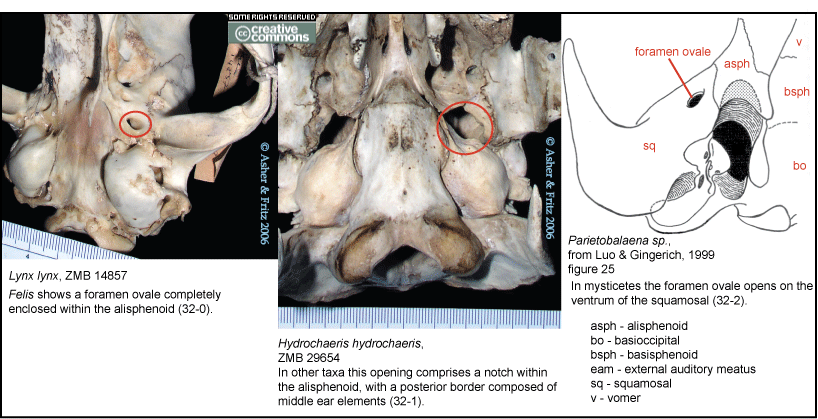 SOME RIGHTS RESERVED
cc creative commons
© Asher & Fritz 2006
Lynx lynx, ZMB 14857
Felis shows a foramen ovale completely
enclosed within the alisphenoid (32-0).
© Asher & Fritz 2006
Hydrochaeris hydrochaeris,
ZMB 29654
In other taxa this opening comprises a notch within
the alisphenoid, with a posterior border composed of
middle ear elements (32-1).
foramen ovale
asph
v
bsph
sq
bo
Parietobalaena sp.,
from Luo & Gingerich, 1999
figure 25
In mysticetes the foramen ovale opens on the
ventrum of the squamosal (32-2).
asph - alisphenoid
bo - basioccipital
bsph - basisphenoid
eam - external auditory meatus
sq - squamosal
v - vomer